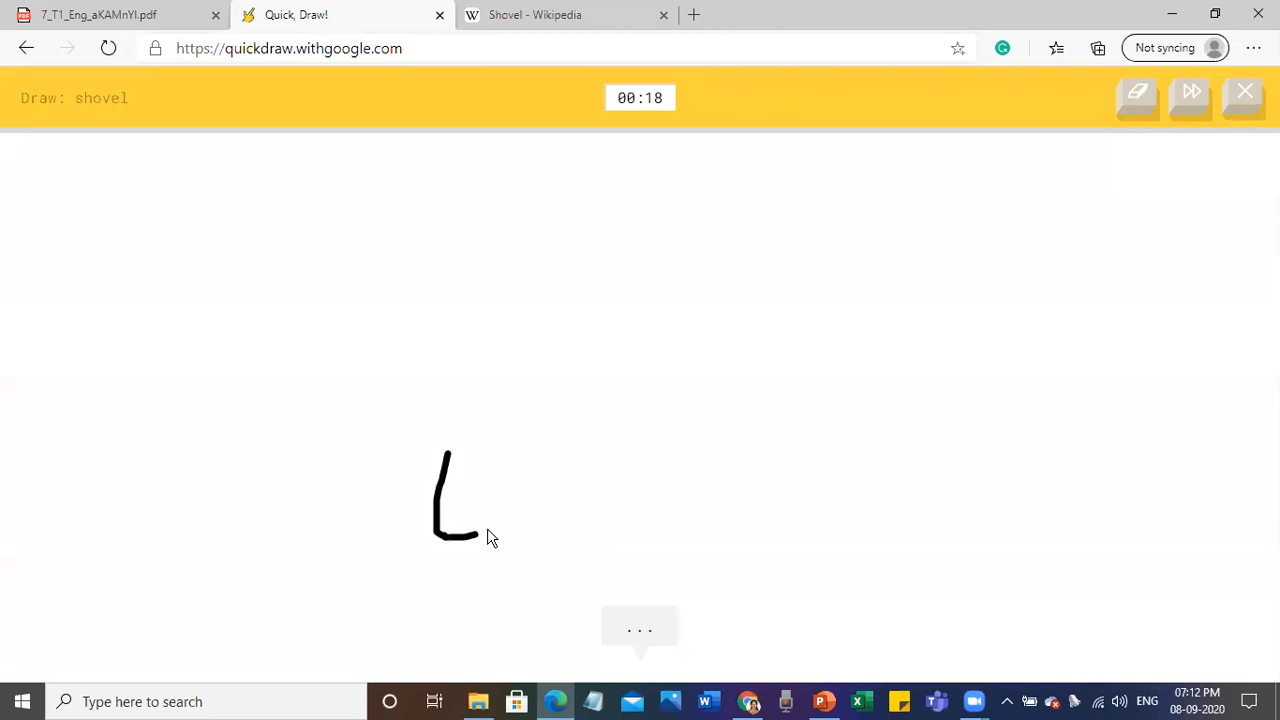 7_T1_Eng_aKAMnYI.pdf
Quick, Draw!
Shovel - Wikipedia
https://quickdraw.withgoogle.com
Not syncing
Draw: shovel
00:18
...
Type here to search
ENG
07:12 PM
08-09-2020